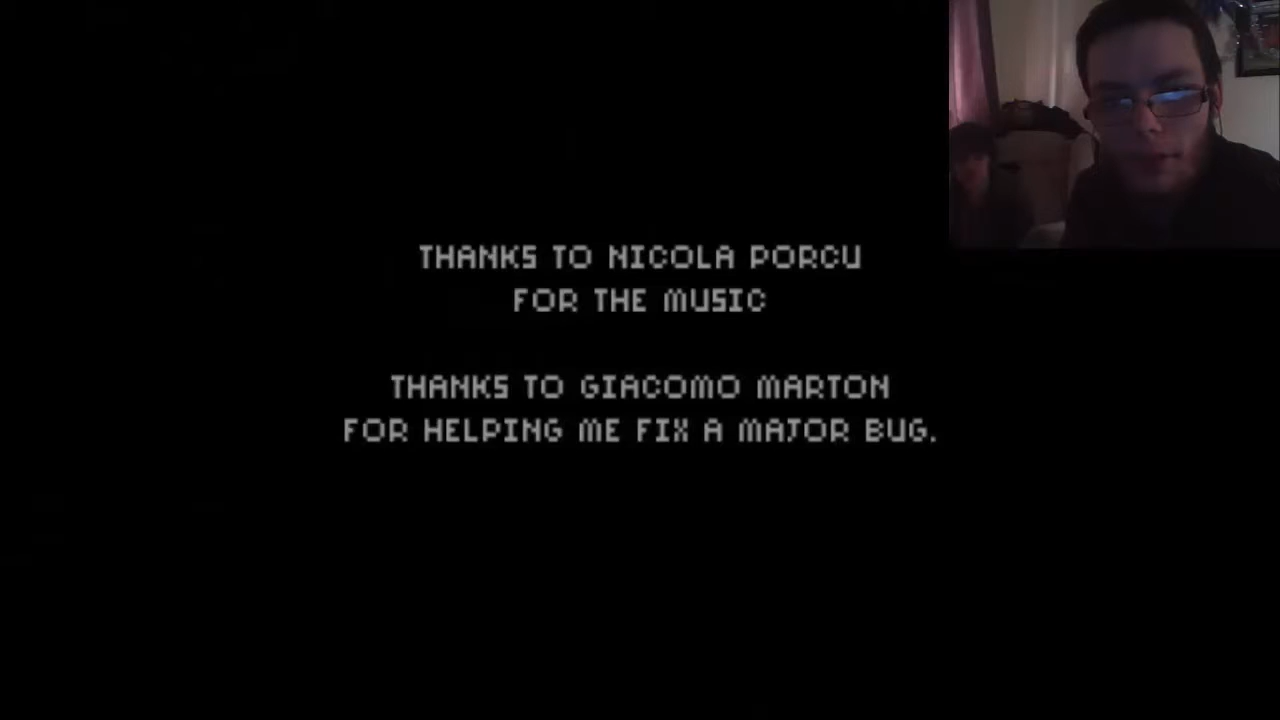 THANKS TO NICOLA PORCU
FOR THE MUSIC
THANKS TO GIACOMO MARTON
FOR HELPING ME FIX A MAJOR BUG.